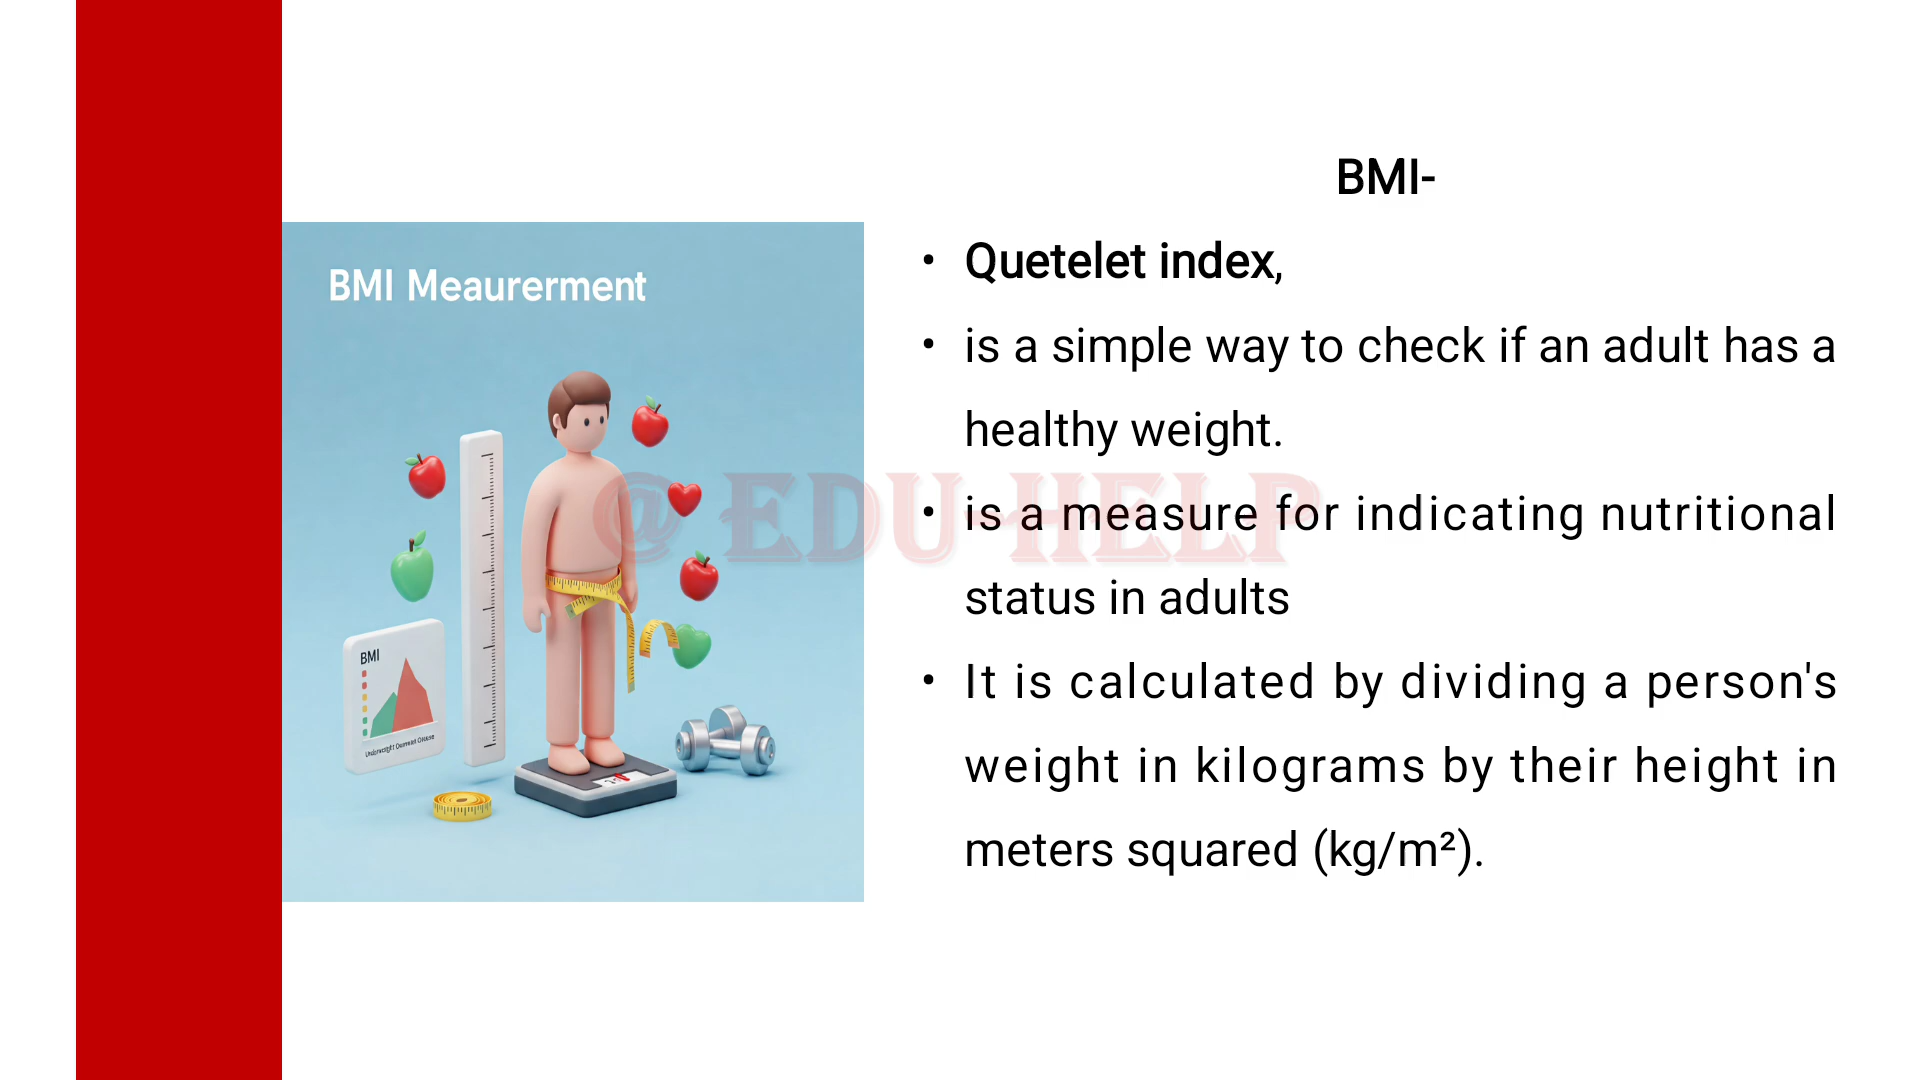 BMI-
BMI Meaurerment
• Quetelet index,
• is a simple way to check if an adult has a
healthy weight.
@ EDU-HELP
• is a measure for indicating nutritional
status in adults
• It is calculated by dividing a person's
weight in kilograms by their height in
meters squared (kg/m²).
BMI